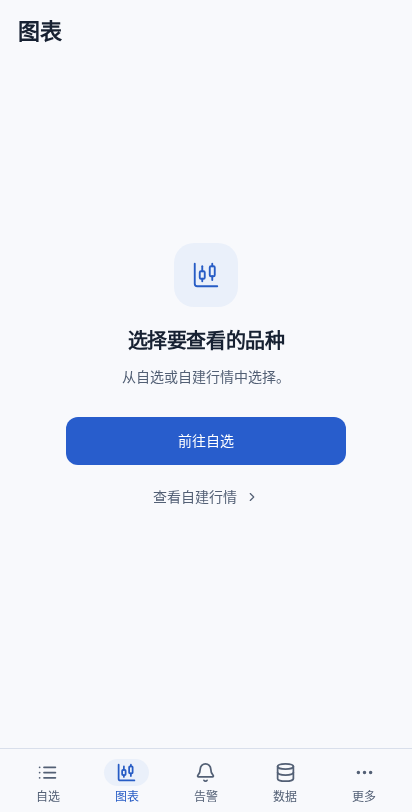 图表
选择要查看的品种
从自选或自建行情中选择。
前往自选
查看自建行情
自选
图表
告警
数据
更多